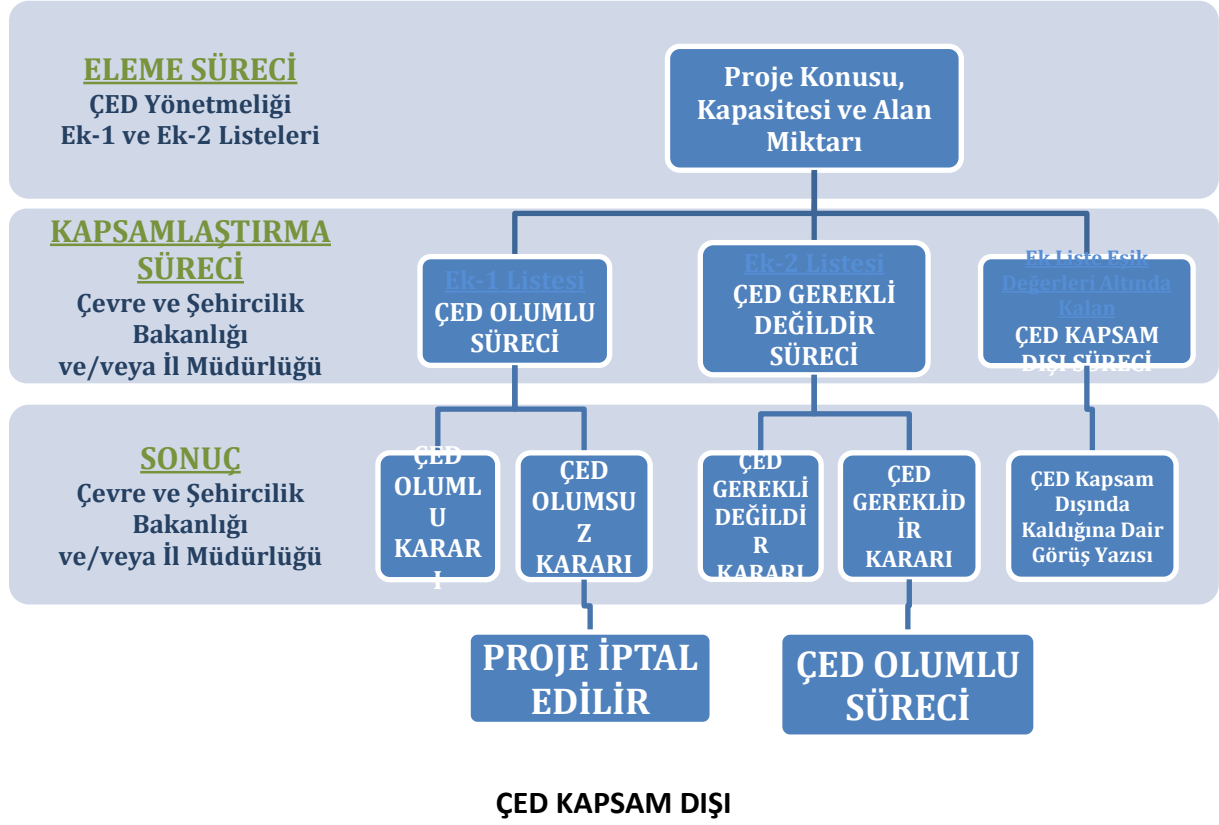 ELEME SÜRECİ
ÇED Yönetmeliği
Ek-1 ve Ek-2 Listeleri
Proje Konusu,
Kapasitesi ve Alan
Miktarı
KAPSAMLAŞTIRMA
SÜRECİ
Çevre ve Şehircilik
Bakanlığı
ve/veya İl Müdürlüğü
Ek-1 Listesi
ÇED OLUMLU
SÜRECİ
Ek-2 Listesi
ÇED GEREKLİ
DEĞİLDİR
SÜRECİ
Ek Liste Eşik
Değerleri Altında
Kalan
ÇED KAPSAM
DIŞI SÜRECİ
SONUÇ
Çevre ve Şehircilik
Bakanlığı
ve/veya İl Müdürlüğü
ÇED
OLUML
U
KARAR
I
ÇED
OLUMSU
Z
KARARI
ÇED
GEREKLİ
DEĞİLDİ
R
KARARI
ÇED
GEREKLİD
İR
KARARI
ÇED Kapsam
Dışında
Kaldığına Dair
Görüş Yazısı
PROJE İPTAL
EDİLİR
ÇED OLUMLU
SÜRECİ
ÇED KAPSAM DIŞI